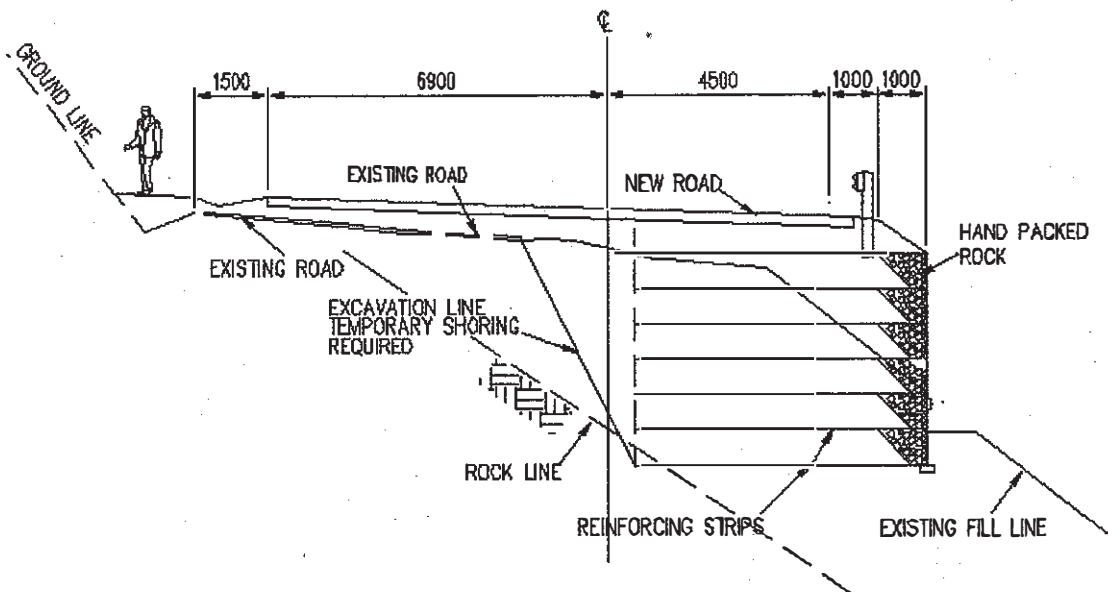 ℄
GROUND LINE
1500
6900
4500
1000
1000
EXISTING ROAD
NEW ROAD
HAND PACKED
ROCK
EXISTING ROAD
EXCAVATION LINE
TEMPORARY SHORING
REQUIRED
ROCK LINE
REINFORCING STRIPS
EXISTING FILL LINE